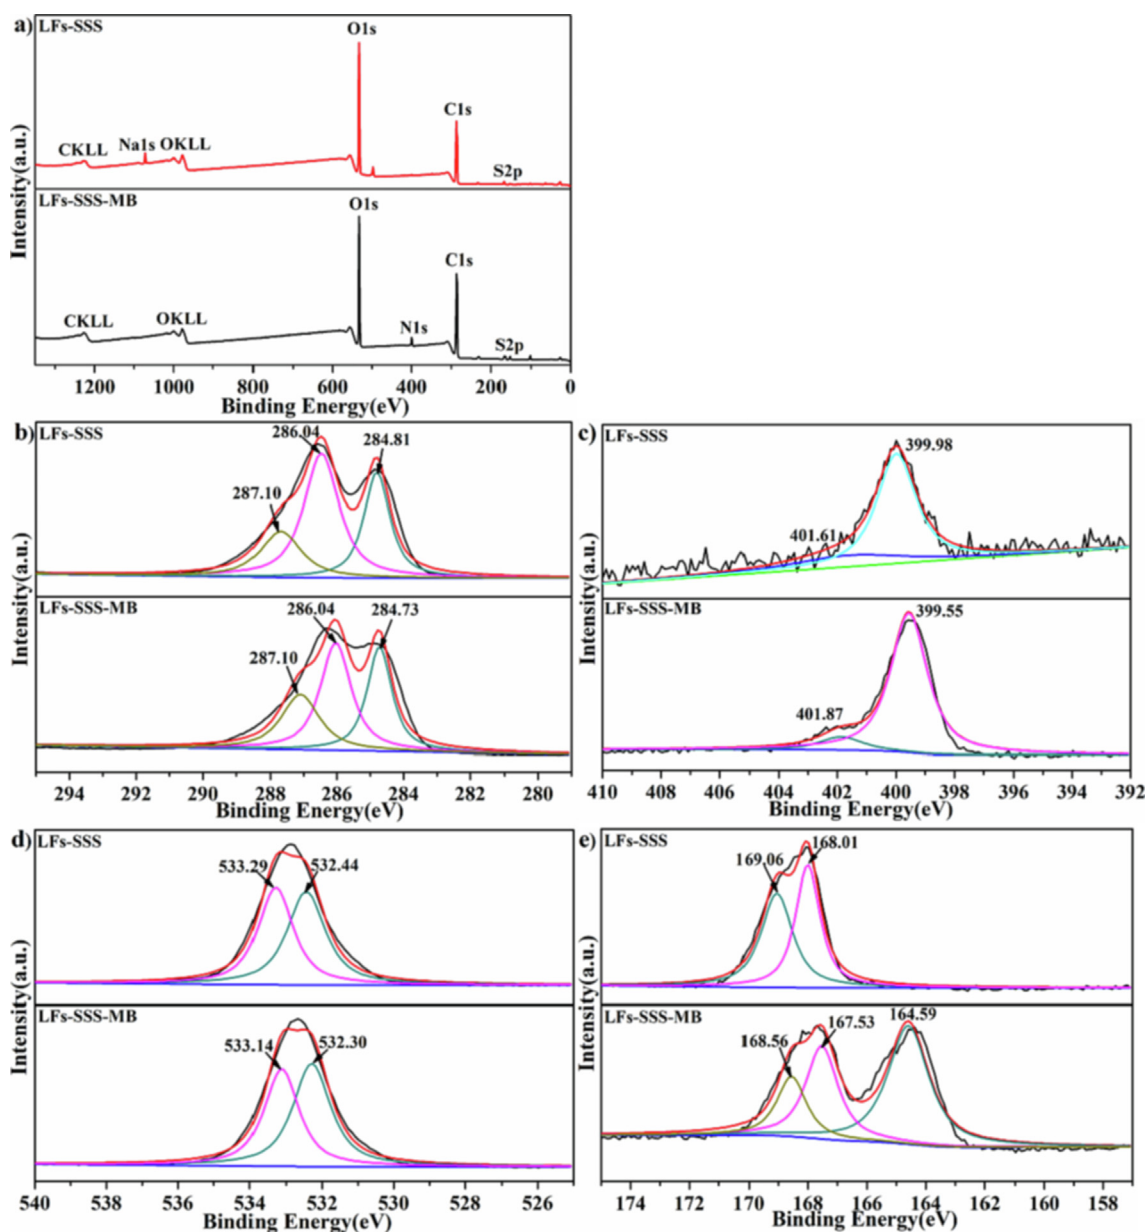 a)
LFs-SSS
O1s
C1s
CKLL
Na1s
OKLL
S2p
LFs-SSS-MB
O1s
C1s
CKLL
OKLL
N1s
S2p
Intensity(a.u.)
1200 1000 800 600 400 200 0
Binding Energy(eV)
b)
LFs-SSS
286.04
284.81
287.10
LFs-SSS-MB
286.04
284.73
287.10
Intensity(a.u.)
294 292 290 288 286 284 282 280
Binding Energy(eV)
c)
LFs-SSS
399.98
401.61
LFs-SSS-MB
399.55
401.87
Intensity(a.u.)
410 408 406 404 402 400 398 396 394 392
Binding Energy(eV)
d)
LFs-SSS
533.29
532.44
LFs-SSS-MB
533.14
532.30
Intensity(a.u.)
540 538 536 534 532 530 528 526
Binding Energy(eV)
e)
LFs-SSS
169.06
168.01
LFs-SSS-MB
168.56
167.53
164.59
Intensity(a.u.)
175 170 168 166 164 162 160 158
Binding Energy(eV)